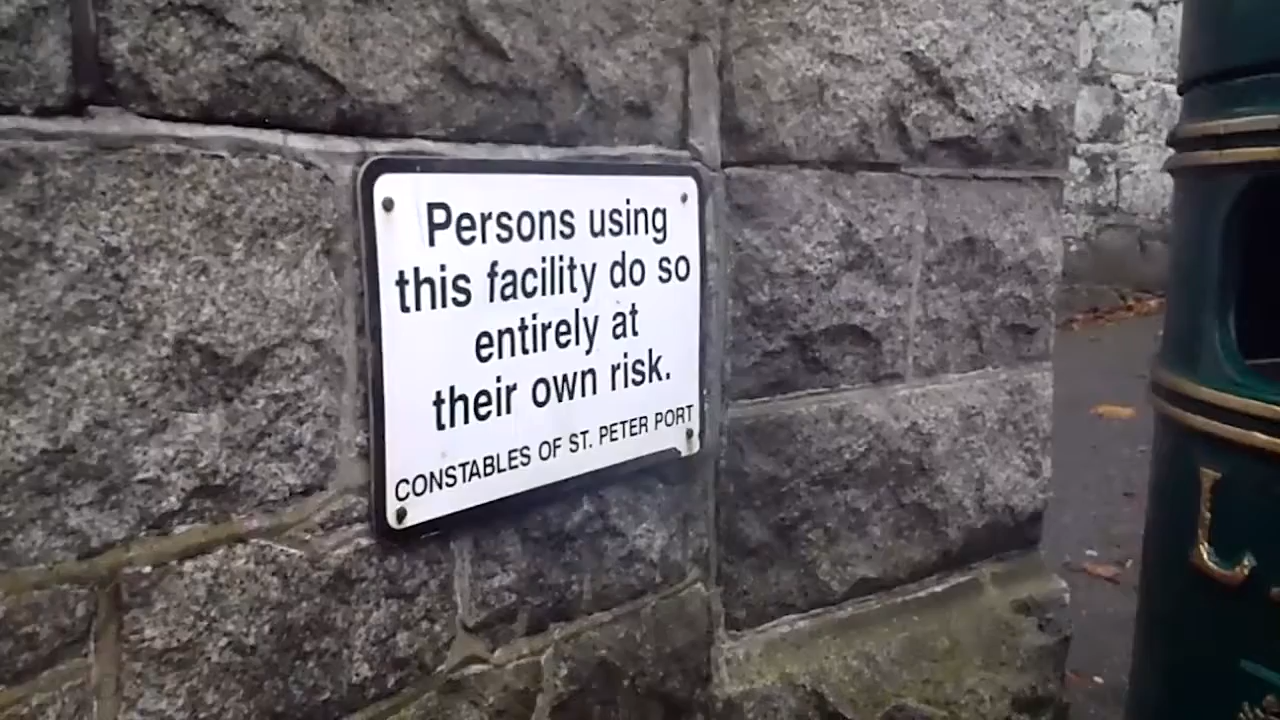 Persons using
this facility do so
entirely at
their own risk.
CONSTABLES OF ST. PETER PORT
L